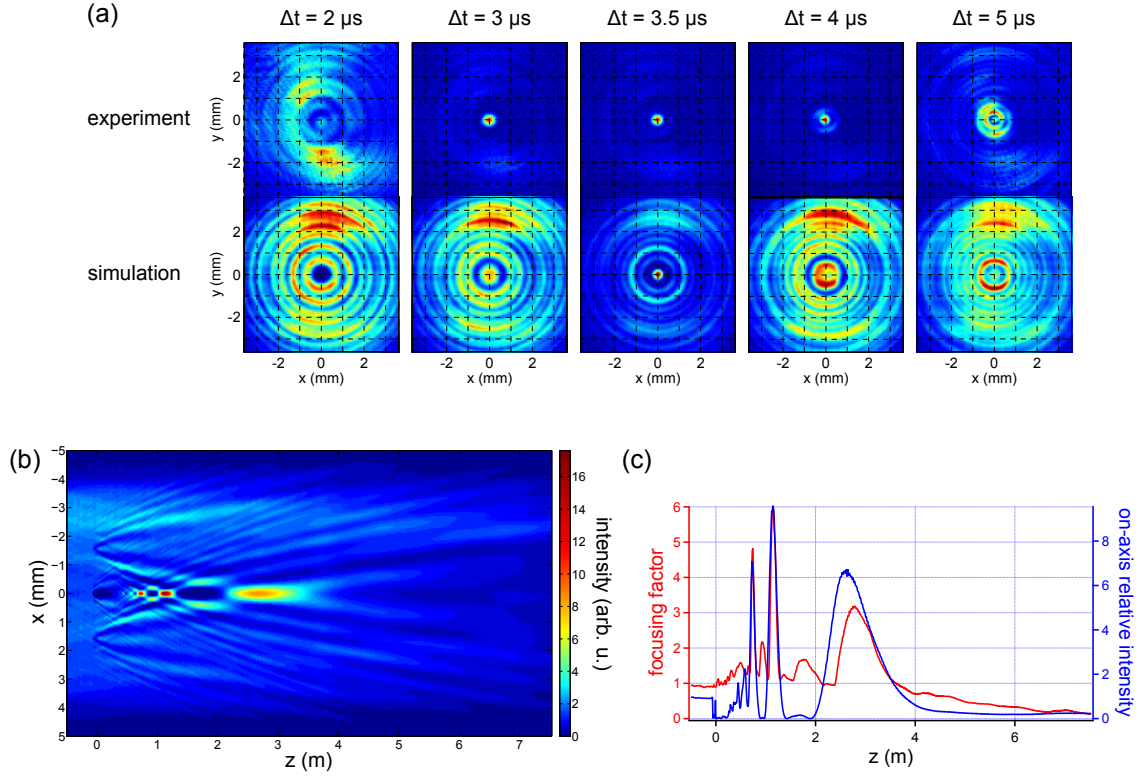 (a)
Δt = 2 μs Δt = 3 μs Δt = 3.5 μs Δt = 4 μs Δt = 5 μs
experiment
y (mm)
2
0
-2
simulation
y (mm)
2
0
-2
-2 0 2 -2 0 2 -2 0 2 -2 0 2 -2 0 2
x (mm) x (mm) x (mm) x (mm) x (mm)
(b)
x (mm)
-5
-4
-3
-2
-1
0
1
2
3
4
5
0 1 2 3 4 5 6 7
z (m)
16
14
12
10
8
6
4
2
0
intensity (arb. u.)
(c)
focusing factor
6
5
4
3
2
1
0
0 2 4 6
z (m)
8
6
4
2
0
on-axis relative intensity